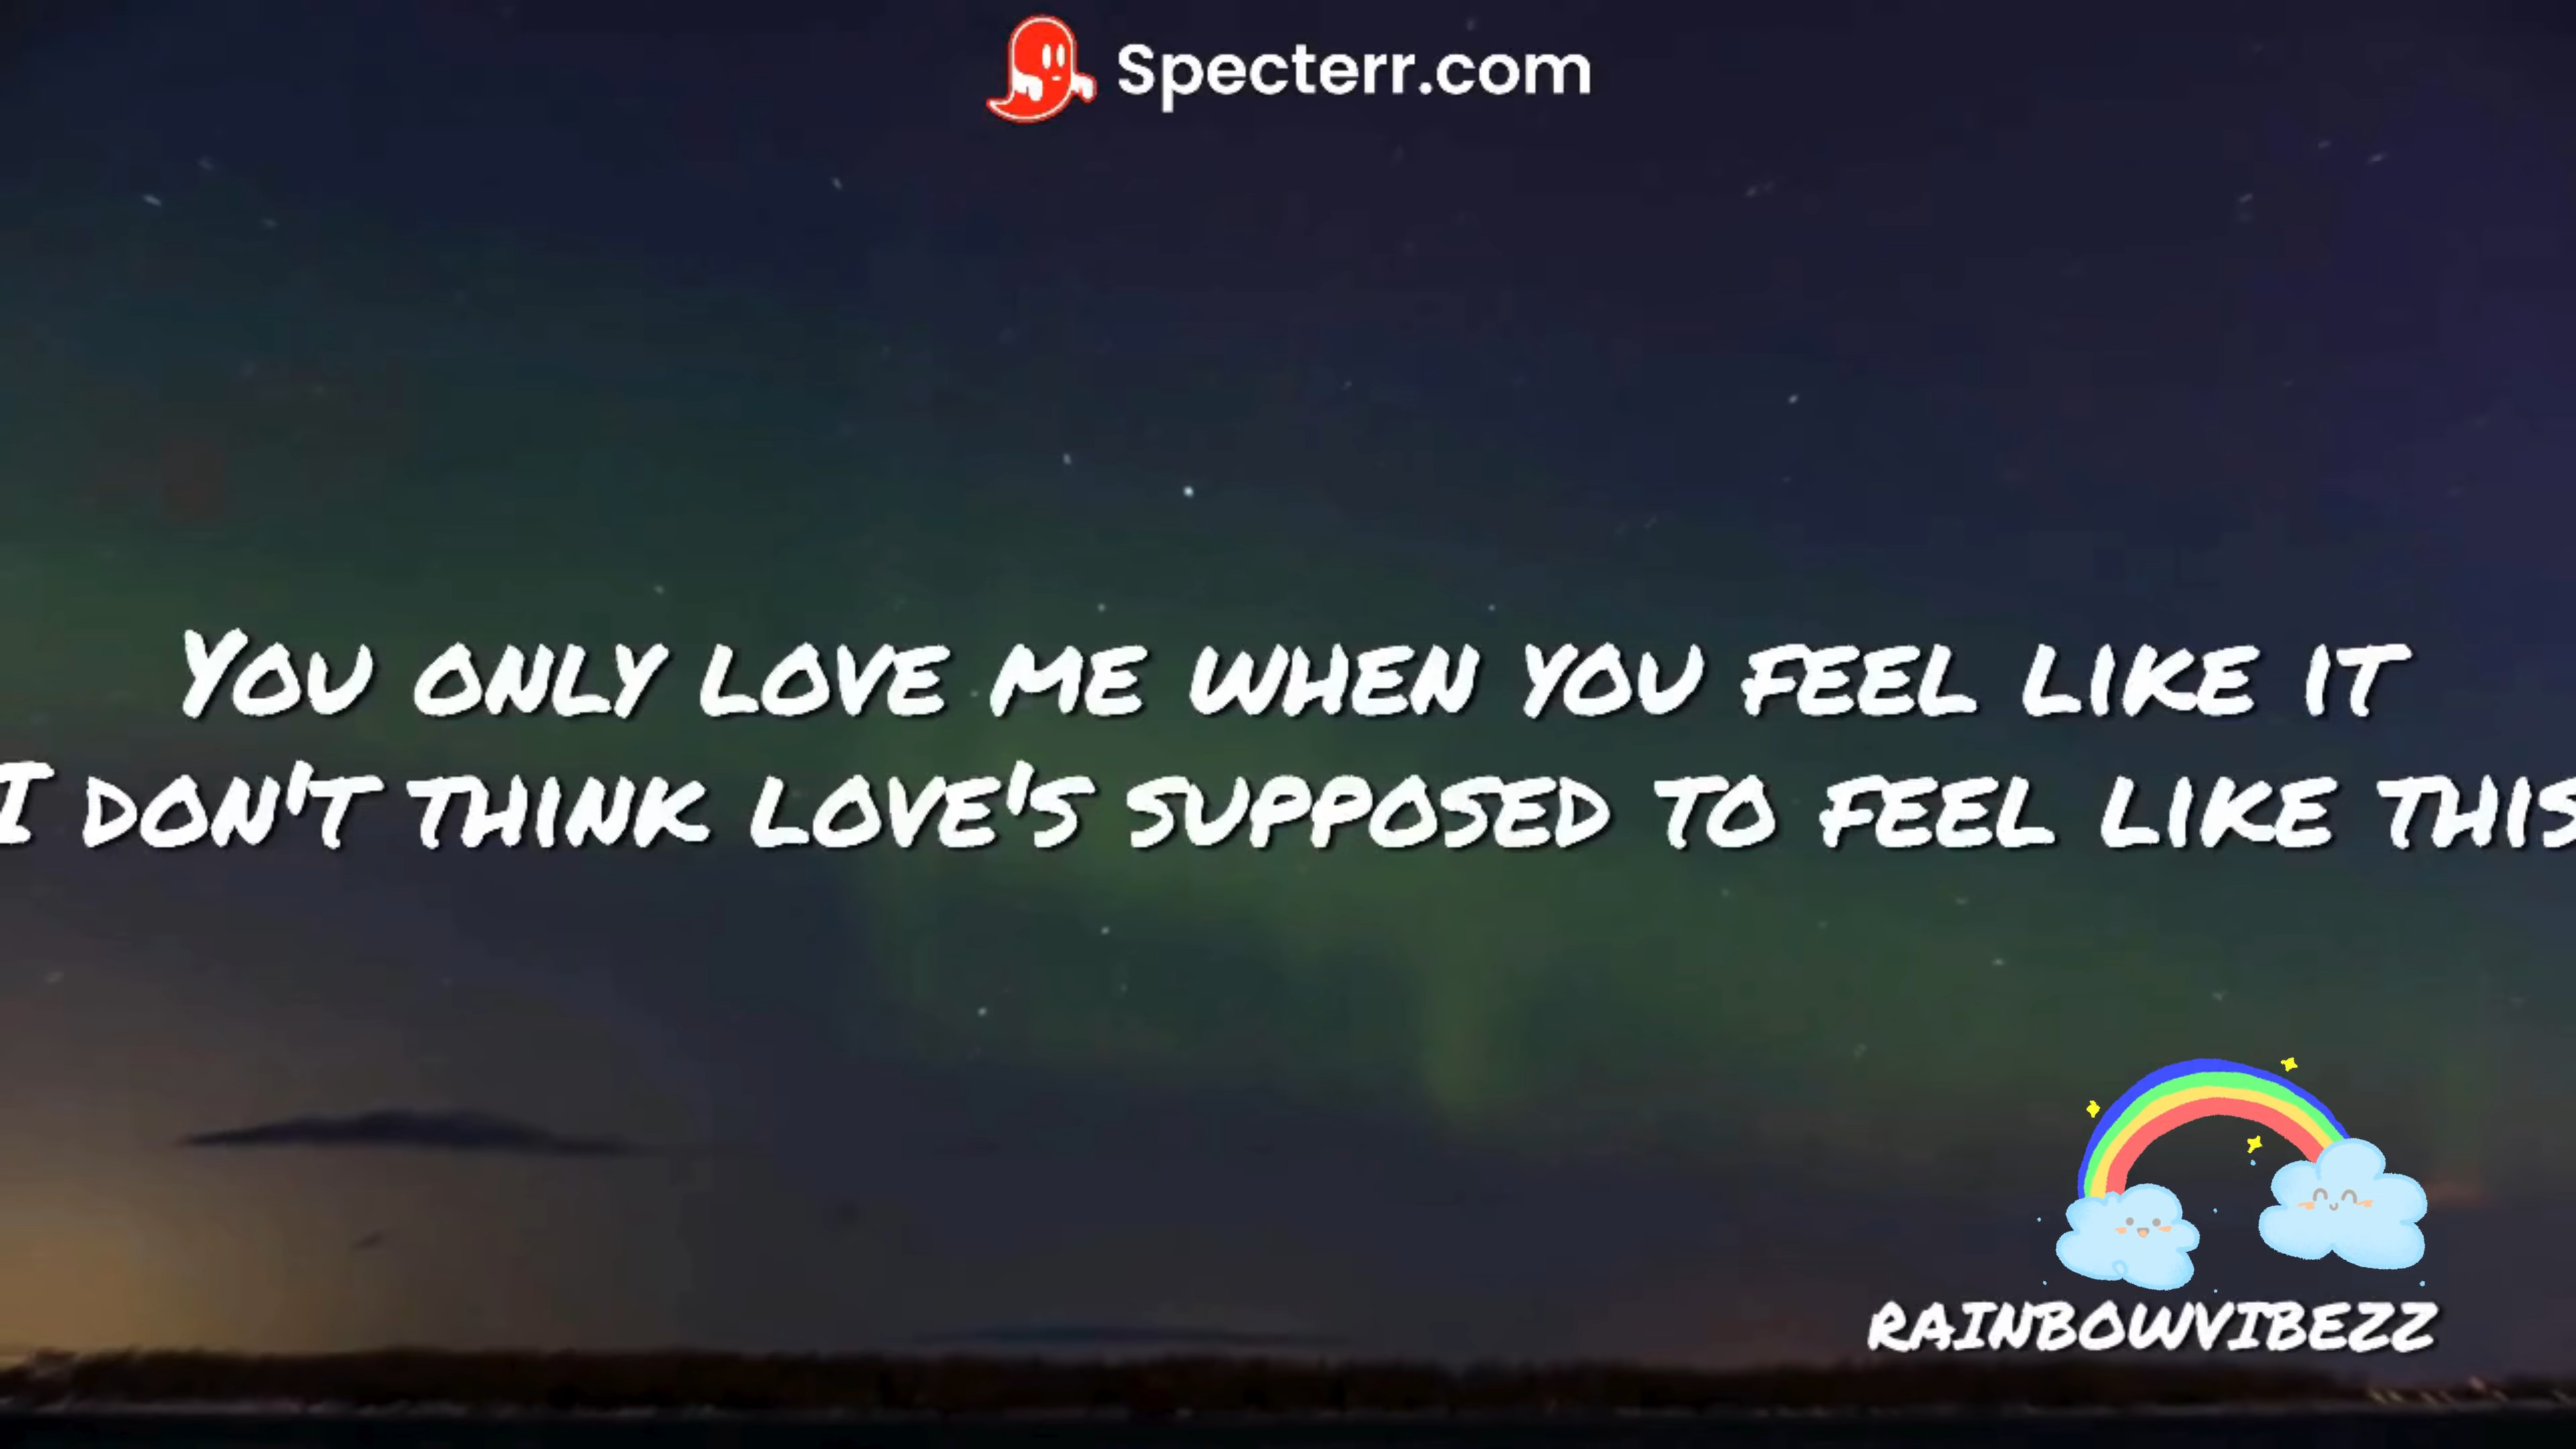 Specterr.com
YOU ONLY LOVE ME WHEN YOU FEEL LIKE IT
I DON'T THINK LOVE'S SUPPOSED TO FEEL LIKE THIS
RAINBOWVIBEZZ